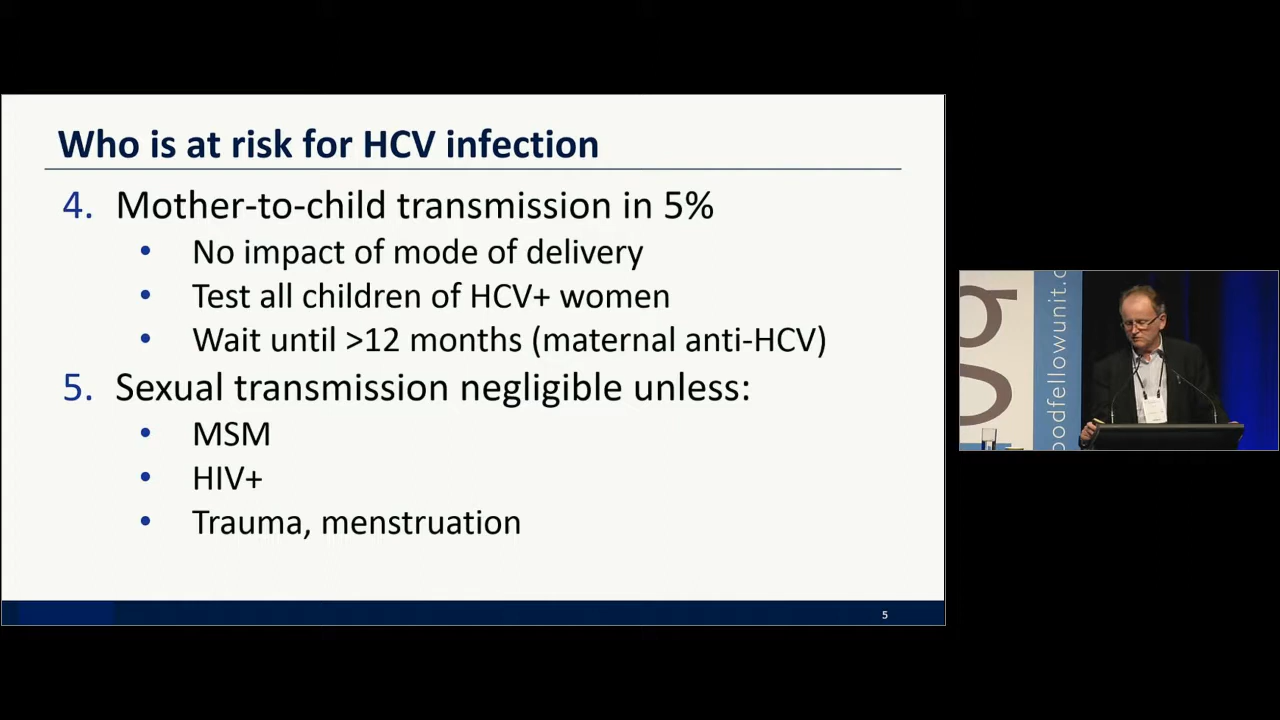 Who is at risk for HCV infection
4. Mother-to-child transmission in 5%
• No impact of mode of delivery
• Test all children of HCV+ women
• Wait until >12 months (maternal anti-HCV)
5. Sexual transmission negligible unless:
• MSM
• HIV+
• Trauma, menstruation
5
g
oodfellowunit.c